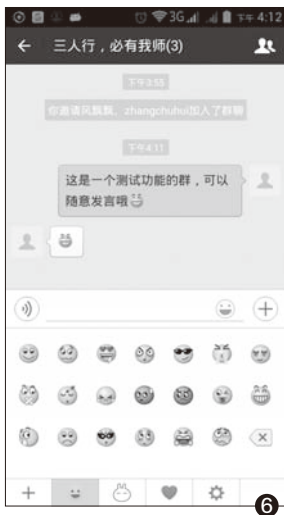 3G 下午 4:12
三人行，必有我师(3)
下午3:55
你邀请风飘飘、zhangchuhui加入了群聊
下午4:11
这是一个测试功能的群，可以
随意发言哦
6